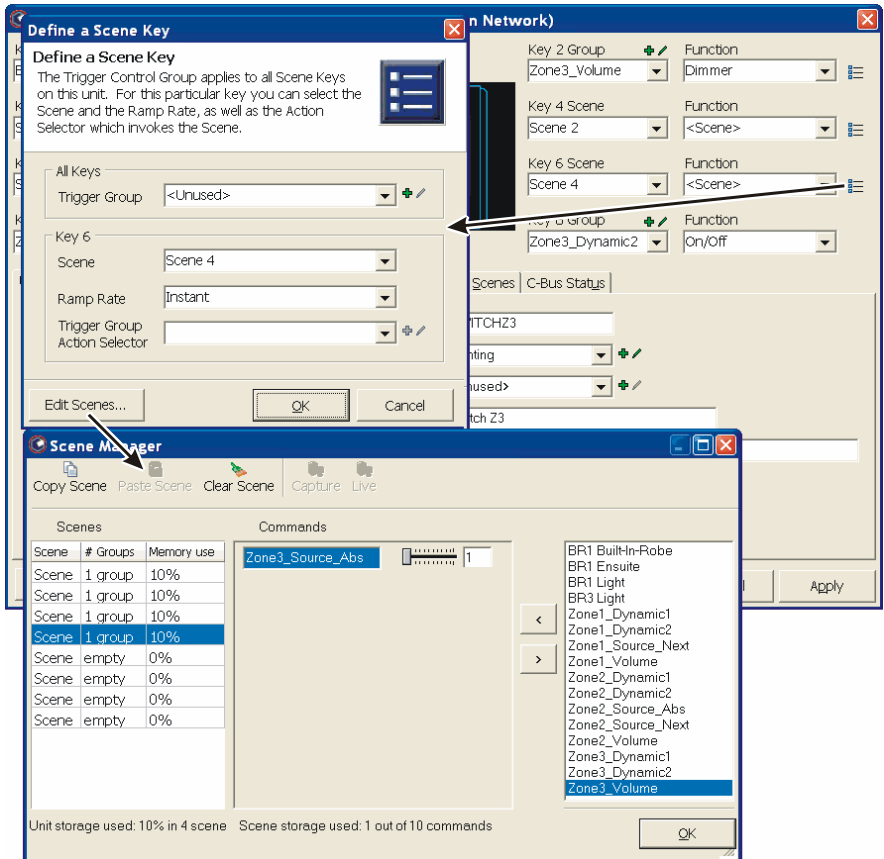 Define a Scene Key
n Network)
Define a Scene Key
The Trigger Control Group applies to all Scene Keys
on this unit. For this particular key you can select the
Scene and the Ramp Rate, as well as the Action
Selector which invokes the Scene.
All Keys
Trigger Group <Unused>
Key 6
Scene Scene 4
Ramp Rate Instant
Trigger Group
Action Selector
Edit Scenes...
OK
Cancel
Key 2 Group Function
Zone3_Volume Dimmer
Key 4 Scene Function
Scene 2 <Scene>
Key 6 Scene Function
Scene 4 <Scene>
Group Function
Zone3_Dynamic2 On/Off
Scenes C-Bus Status
ITCHZ3
nting
nused>
tch Z3
Apply
Scene Manager
Copy Scene Paste Scene Clear Scene Capture Live
Scenes Commands
Scene # Groups Memory use
Scene 1 group 10%
Scene 1 group 10%
Scene 1 group 10%
Scene 1 group 10%
Scene empty 0%
Scene empty 0%
Scene empty 0%
Scene empty 0%
Zone3_Source_Abs 1
<
>
BR1 Built-In-Robe
BR1 Ensuite
BR1 Light
BR3 Light
Zone1_Dynamic1
Zone1_Dynamic2
Zone1_Source_Next
Zone1_Volume
Zone2_Dynamic1
Zone2_Dynamic2
Zone2_Source_Abs
Zone2_Source_Next
Zone2_Volume
Zone3_Dynamic1
Zone3_Dynamic2
Zone3_Volume
Unit storage used: 10% in 4 scene Scene storage used: 1 out of 10 commands
OK